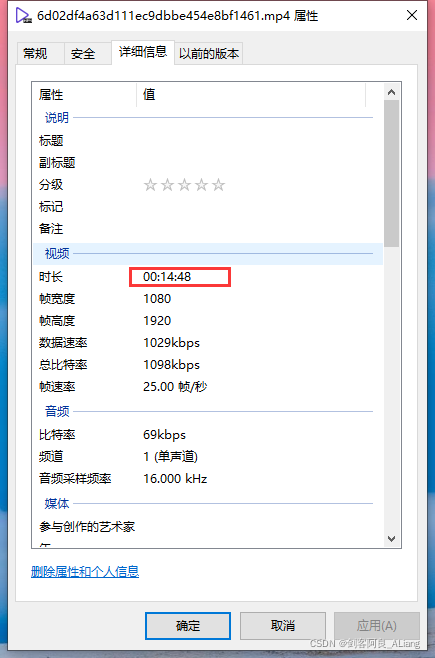 6d02df4a63d111ec9dbbe454e8bf1461.mp4 属性
常规 安全 详细信息 以前的版本
属性 值
说明
标题
副标题
分级 ☆☆☆☆☆
标记
备注
视频
时长 00:14:48
帧宽度 1080
帧高度 1920
数据速率 1029kbps
总比特率 1098kbps
帧速率 25.00 帧/秒
音频
比特率 69kbps
频道 1 (单声道)
音频采样频率 16.000 kHz
媒体
参与创作的艺术家
删除属性和个人信息
确定 取消 应用(A)
CSDN @剑客阿良_ALiang